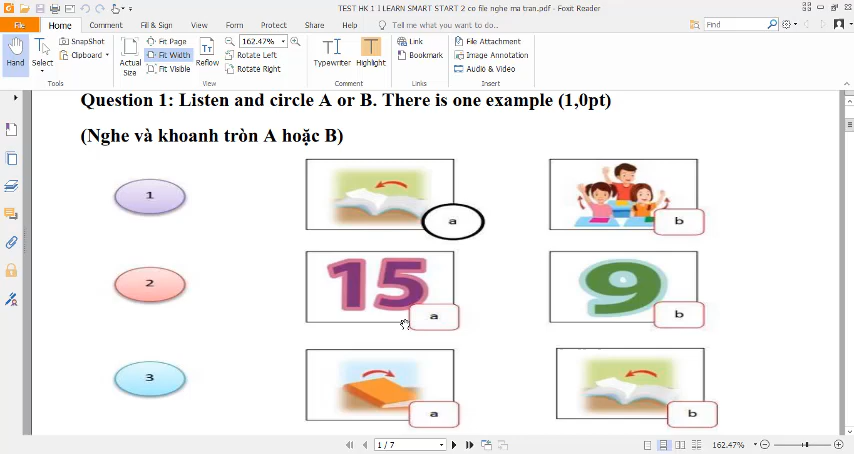 TEST HK 1 I LEARN SMART START 2 co file nghe ma tran.pdf - Foxit Reader
File Home Comment Fill & Sign View Form Protect Share Help Tell me what you want to do... Find
Hand
Select
SnapShot
Clipboard
Tools
Actual Size
Fit Page
Fit Width
Fit Visible
Reflow
162.47%
Rotate Left
Rotate Right
View
Typewriter
Highlight
Comment
Link
Bookmark
Links
File Attachment
Image Annotation
Audio & Video
Insert
Question 1: Listen and circle A or B. There is one example (1,0pt)
(Nghe và khoanh tròn A hoặc B)
1 a b
2 15 a 9 b
3 a b
1 / 7 162.47%